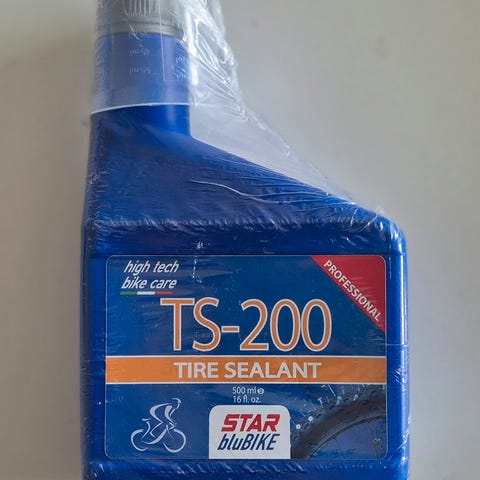 high tech
bike care
PROFESSIONAL
TS-200
TIRE SEALANT
500 ml e
16 fl. oz.
STAR
bluBIKE